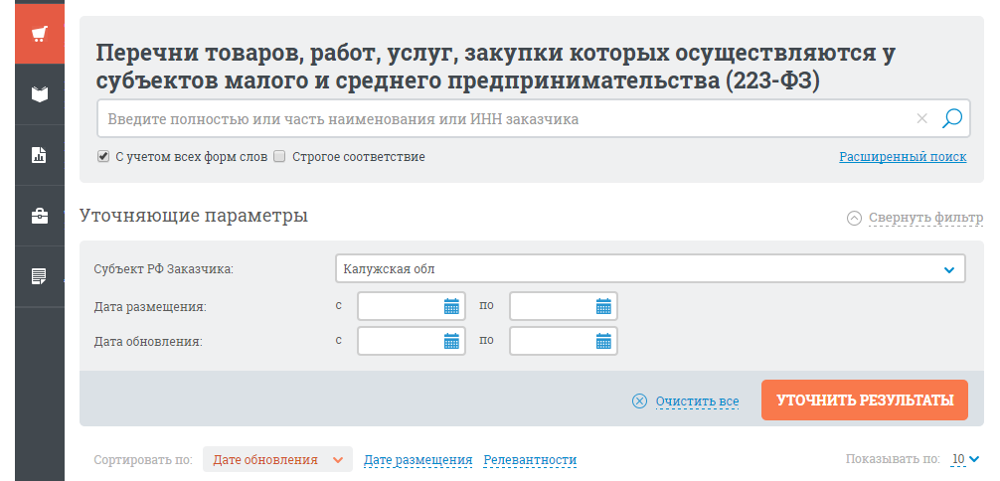 Перечни товаров, работ, услуг, закупки которых осуществляются у
субъектов малого и среднего предпринимательства (223-ФЗ)
Введите полностью или часть наименования или ИНН заказчика
С учетом всех форм слов Строгое соответствие Расширенный поиск
Уточняющие параметры Свернуть фильтр
Субъект РФ Заказчика: Калужская обл
Дата размещения: с по
Дата обновления: с по
Очистить все УТОЧНИТЬ РЕЗУЛЬТАТЫ
Сортировать по: Дате обновления Дате размещения Релевантности Показывать по: 10